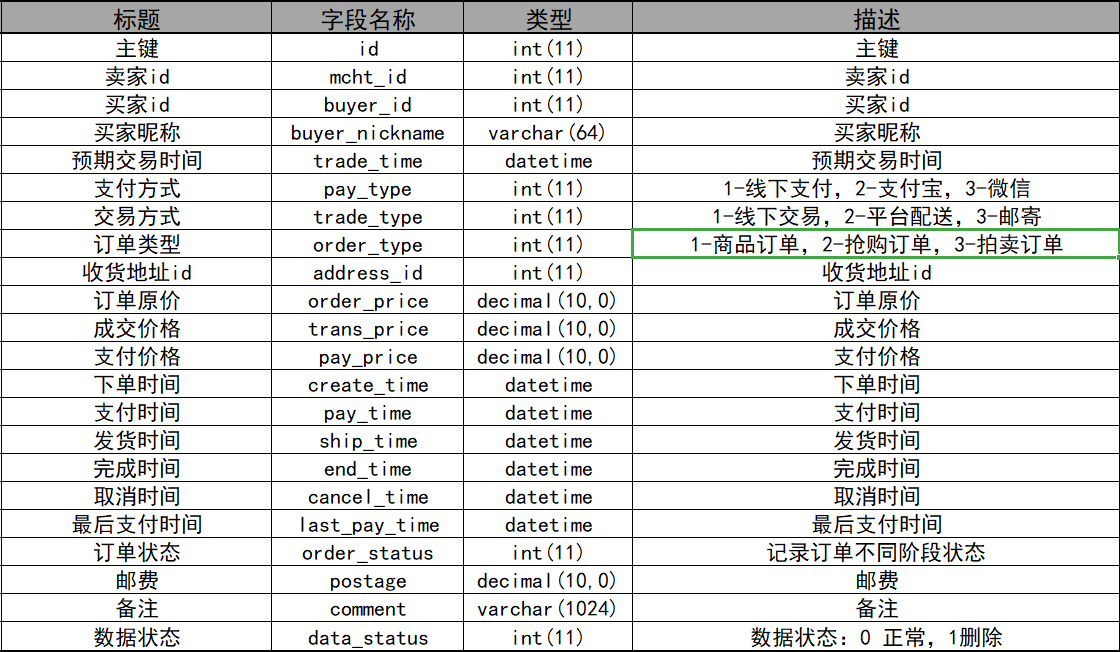 标题 字段名称 类型 描述
主键 id int(11) 主键
卖家id mcht_id int(11) 卖家id
买家id buyer_id int(11) 买家id
买家昵称 buyer_nickname varchar(64) 买家昵称
预期交易时间 trade_time datetime 预期交易时间
支付方式 pay_type int(11) 1-线下支付，2-支付宝，3-微信
交易方式 trade_type int(11) 1-线下交易，2-平台配送，3-邮寄
订单类型 order_type int(11) 1-商品订单，2-抢购订单，3-拍卖订单
收货地址id address_id int(11) 收货地址id
订单原价 order_price decimal(10,0) 订单原价
成交价格 trans_price decimal(10,0) 成交价格
支付价格 pay_price decimal(10,0) 支付价格
下单时间 create_time datetime 下单时间
支付时间 pay_time datetime 支付时间
发货时间 ship_time datetime 发货时间
完成时间 end_time datetime 完成时间
取消时间 cancel_time datetime 取消时间
最后支付时间 last_pay_time datetime 最后支付时间
订单状态 order_status int(11) 记录订单不同阶段状态
邮费 postage decimal(10,0) 邮费
备注 comment varchar(1024) 备注
数据状态 data_status int(11) 数据状态：0 正常，1删除